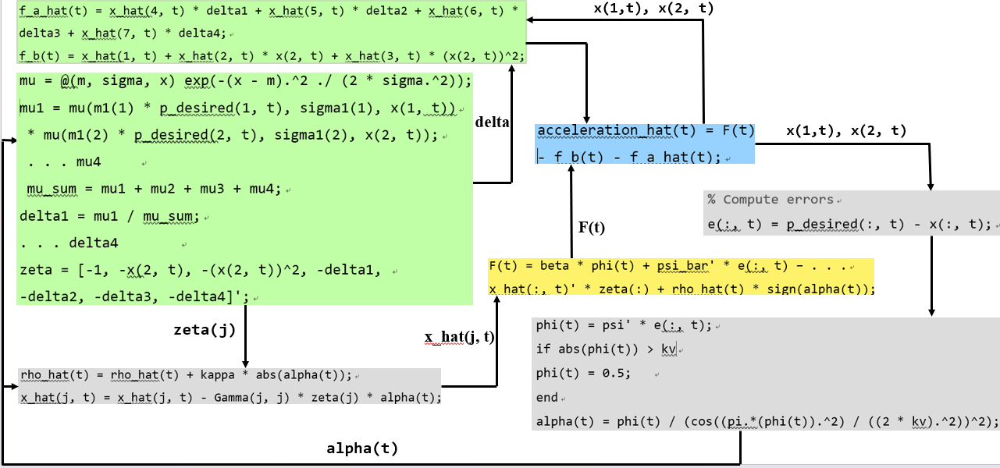 f_a_hat(t) = x_hat(4, t) * delta1 + x_hat(5, t) * delta2 + x_hat(6, t) *
delta3 + x_hat(7, t) * delta4;
f_b(t) = x_hat(1, t) + x_hat(2, t) * x(2, t) + x_hat(3, t) * (x(2, t))^2;
x(1,t), x(2, t)
mu = @(m, sigma, x) exp(-(x - m).^2 ./ (2 * sigma.^2));
mu1 = mu(m1(1) * p_desired(1, t), sigma1(1), x(1, t))
* mu(m1(2) * p_desired(2, t), sigma1(2), x(2, t));
. . . mu4
mu_sum = mu1 + mu2 + mu3 + mu4;
delta1 = mu1 / mu_sum;
. . . delta4
zeta = [-1, -x(2, t), -(x(2, t))^2, -delta1,
-delta2, -delta3, -delta4]';
delta
acceleration_hat(t) = F(t)
- f_b(t) - f_a_hat(t);
x(1,t), x(2, t)
% Compute errors
e(:, t) = p_desired(:, t) - x(:, t);
F(t)
F(t) = beta * phi(t) + psi_bar' * e(:, t) - . . .
x_hat(:, t)' * zeta(:) + rho_hat(t) * sign(alpha(t));
zeta(j)
x_hat(j, t)
rho_hat(t) = rho_hat(t) + kappa * abs(alpha(t));
x_hat(j, t) = x_hat(j, t) - Gamma(j, j) * zeta(j) * alpha(t);
phi(t) = psi' * e(:, t);
if abs(phi(t)) > kv
phi(t) = 0.5;
end
alpha(t) = phi(t) / (cos((pi.*(phi(t)).^2) / ((2 * kv).^2))^2);
alpha(t)